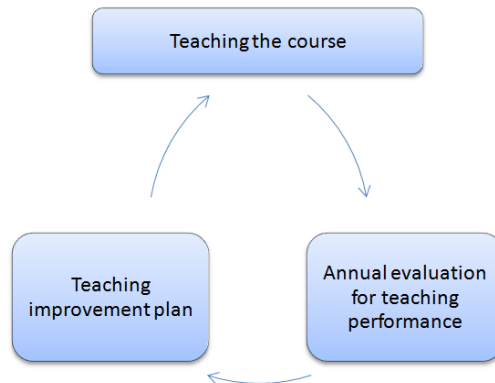 Teaching the course
Teaching
improvement plan
Annual evaluation
for teaching
performance